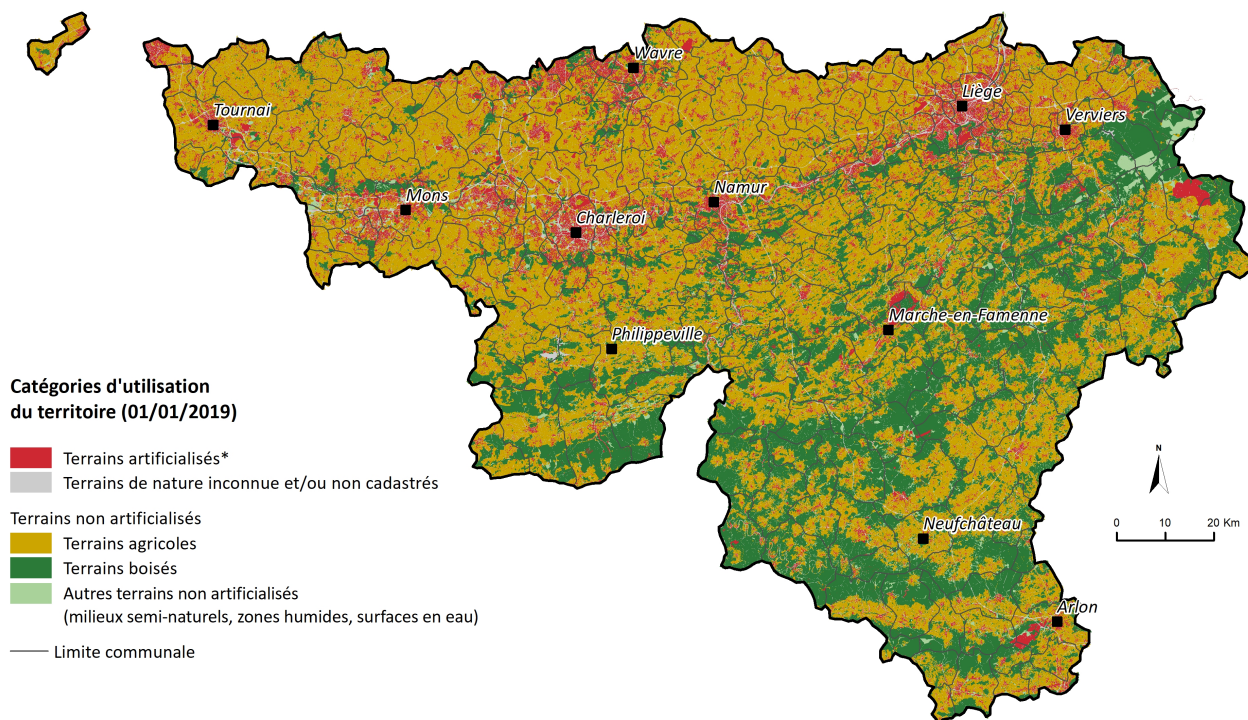 Wavre
Liège
Tournai
Verviers
Mons
Namur
Charleroi
Marche-en-Famenne
Philippeville
Neufchâteau
Arlon
Catégories d'utilisation
du territoire (01/01/2019)
Terrains artificialisés*
Terrains de nature inconnue et/ou non cadastrés
Terrains non artificialisés
Terrains agricoles
Terrains boisés
Autres terrains non artificialisés
(milieux semi-naturels, zones humides, surfaces en eau)
Limite communale
N
0 10 20 Km